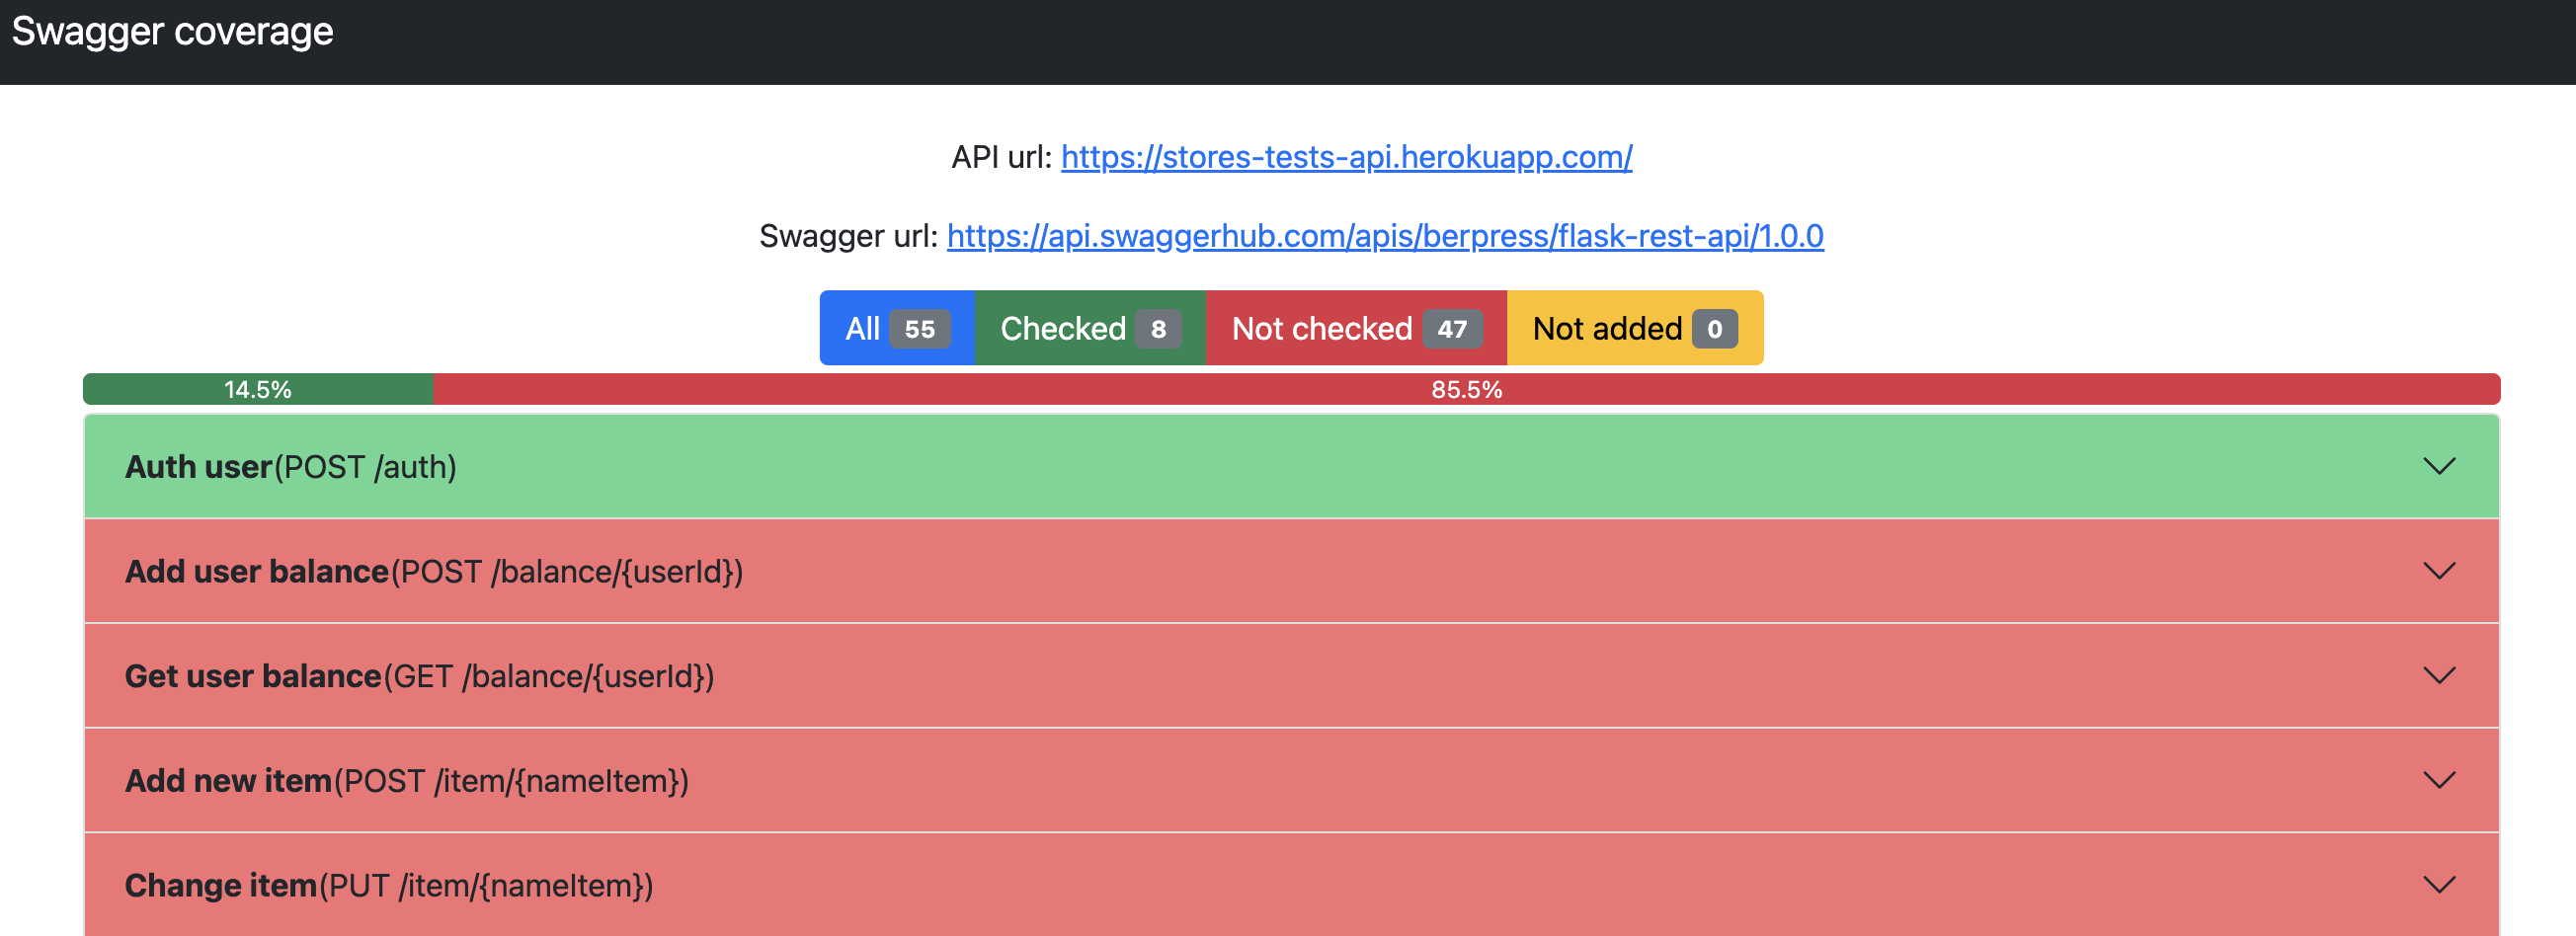 Swagger coverage
API url: https://stores-tests-api.herokuapp.com/
Swagger url: https://api.swaggerhub.com/apis/berpress/flask-rest-api/1.0.0
All 55 Checked 8 Not checked 47 Not added 0
14.5% 85.5%
Auth user(POST /auth)
Add user balance(POST /balance/{userId})
Get user balance(GET /balance/{userId})
Add new item(POST /item/{nameItem})
Change item(PUT /item/{nameItem})